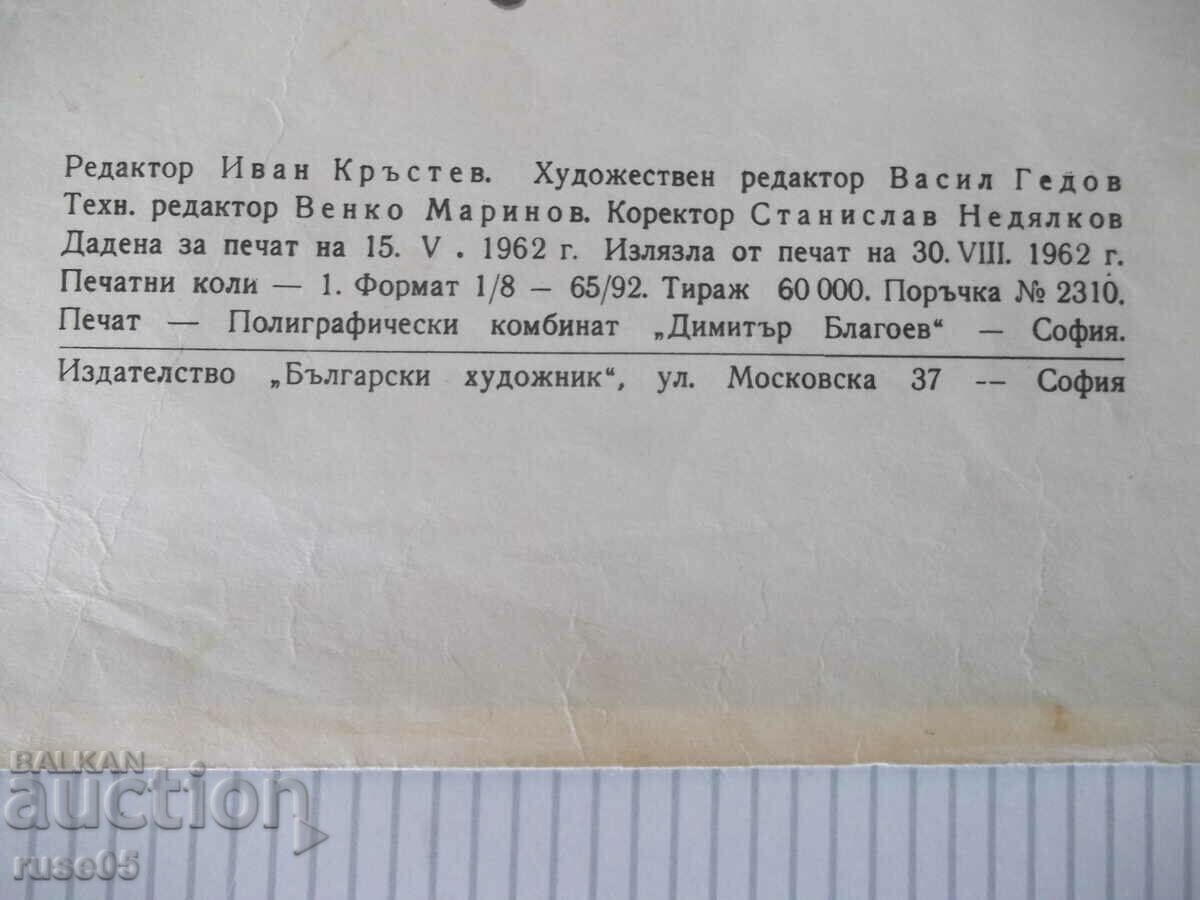 Редактор Иван Кръстев. Художествен редактор Васил Гедов
Техн. редактор Венко Маринов. Коректор Станислав Недялков
Дадена за печат на 15. V . 1962 г. Излязла от печат на 30. VIII. 1962 г.
Печатни коли — 1. Формат 1/8 — 65/92. Тираж 60 000. Поръчка № 2310.
Печат — Полиграфически комбинат „Димитър Благоев“ — София.
Издателство „Български художник“, ул. Московска 37 — София
BALKAN
auction
ruse05